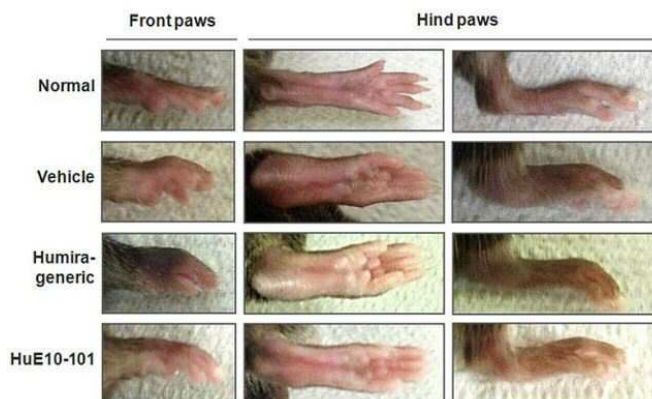 Front paws
Hind paws
Normal
Vehicle
Humira-
generic
HuE10-101